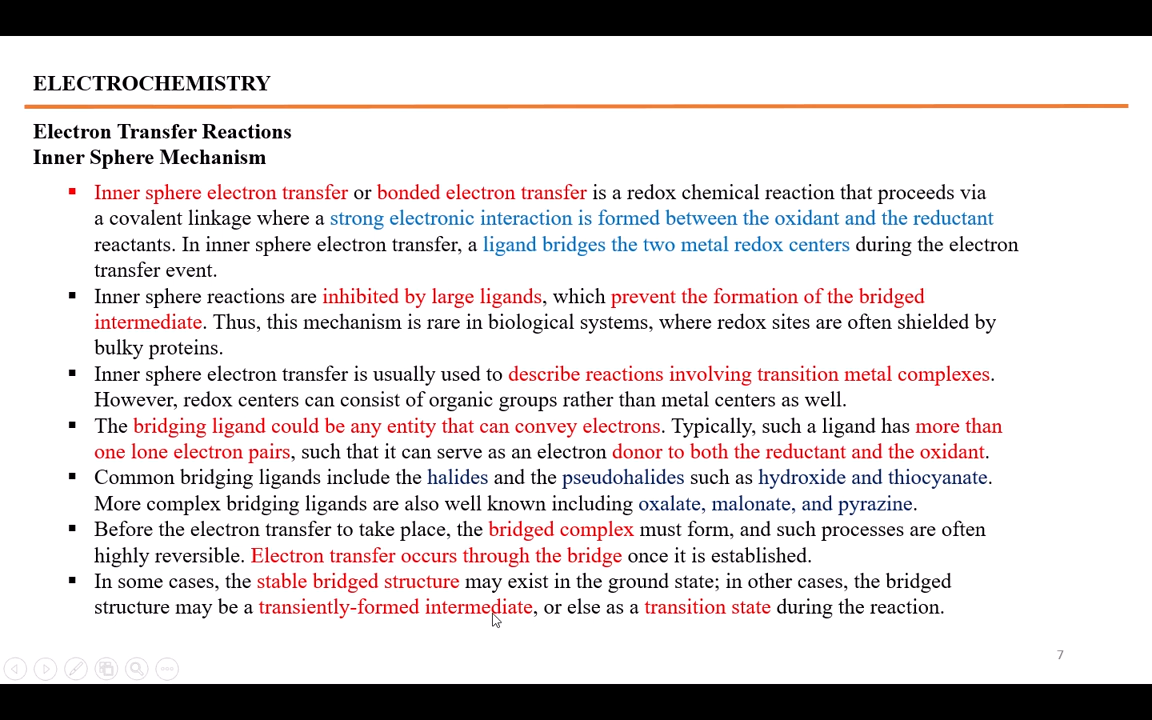 ELECTROCHEMISTRY
Electron Transfer Reactions
Inner Sphere Mechanism
▪ Inner sphere electron transfer or bonded electron transfer is a redox chemical reaction that proceeds via
a covalent linkage where a strong electronic interaction is formed between the oxidant and the reductant
reactants. In inner sphere electron transfer, a ligand bridges the two metal redox centers during the electron
transfer event.
▪ Inner sphere reactions are inhibited by large ligands, which prevent the formation of the bridged
intermediate. Thus, this mechanism is rare in biological systems, where redox sites are often shielded by
bulky proteins.
▪ Inner sphere electron transfer is usually used to describe reactions involving transition metal complexes.
However, redox centers can consist of organic groups rather than metal centers as well.
▪ The bridging ligand could be any entity that can convey electrons. Typically, such a ligand has more than
one lone electron pairs, such that it can serve as an electron donor to both the reductant and the oxidant.
▪ Common bridging ligands include the halides and the pseudohalides such as hydroxide and thiocyanate.
More complex bridging ligands are also well known including oxalate, malonate, and pyrazine.
▪ Before the electron transfer to take place, the bridged complex must form, and such processes are often
highly reversible. Electron transfer occurs through the bridge once it is established.
▪ In some cases, the stable bridged structure may exist in the ground state; in other cases, the bridged
structure may be a transiently-formed intermediate, or else as a transition state during the reaction.
7